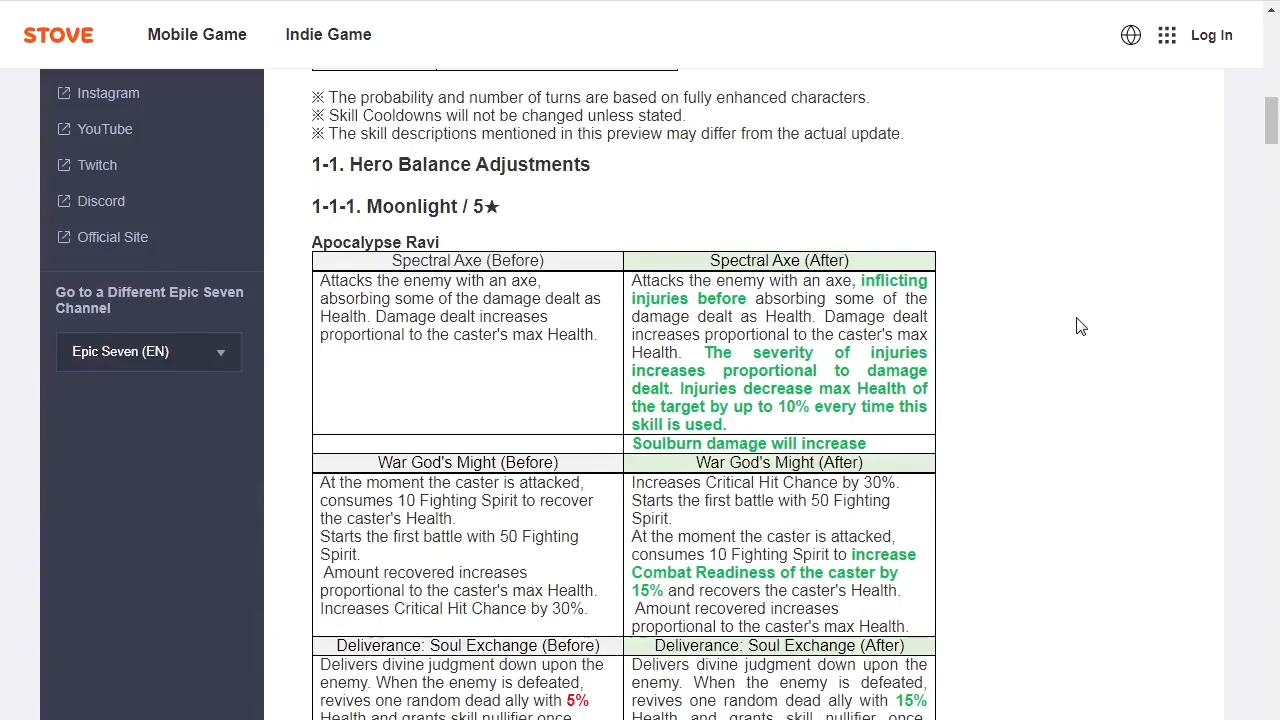 STOVE
Mobile Game
Indie Game
Log In
Instagram
YouTube
Twitch
Discord
Official Site
Go to a Different Epic Seven
Channel
Epic Seven (EN)
※ The probability and number of turns are based on fully enhanced characters.
※ Skill Cooldowns will not be changed unless stated.
※ The skill descriptions mentioned in this preview may differ from the actual update.
1-1. Hero Balance Adjustments
1-1-1. Moonlight / 5★
Apocalypse Ravi
Spectral Axe (Before)
Attacks the enemy with an axe,
absorbing some of the damage dealt as
Health. Damage dealt increases
proportional to the caster's max Health.
Spectral Axe (After)
Attacks the enemy with an axe, inflicting
injuries before absorbing some of the
damage dealt as Health. Damage dealt
increases proportional to the caster's max
Health. The severity of injuries
increases proportional to damage
dealt. Injuries decrease max Health of
the target by up to 10% every time this
skill is used.
Soulburn damage will increase
War God's Might (Before)
At the moment the caster is attacked,
consumes 10 Fighting Spirit to recover
the caster's Health.
Starts the first battle with 50 Fighting
Spirit.
Amount recovered increases
proportional to the caster's max Health.
Increases Critical Hit Chance by 30%.
War God's Might (After)
Increases Critical Hit Chance by 30%.
Starts the first battle with 50 Fighting
Spirit.
At the moment the caster is attacked,
consumes 10 Fighting Spirit to increase
Combat Readiness of the caster by
15% and recovers the caster's Health.
Amount recovered increases
proportional to the caster's max Health.
Deliverance: Soul Exchange (Before)
Delivers divine judgment down upon the
enemy. When the enemy is defeated,
revives one random dead ally with 5%
Health and grants skill nullifier once
Deliverance: Soul Exchange (After)
Delivers divine judgment down upon the
enemy. When the enemy is defeated,
revives one random dead ally with 15%
Health and grants skill nullifier once